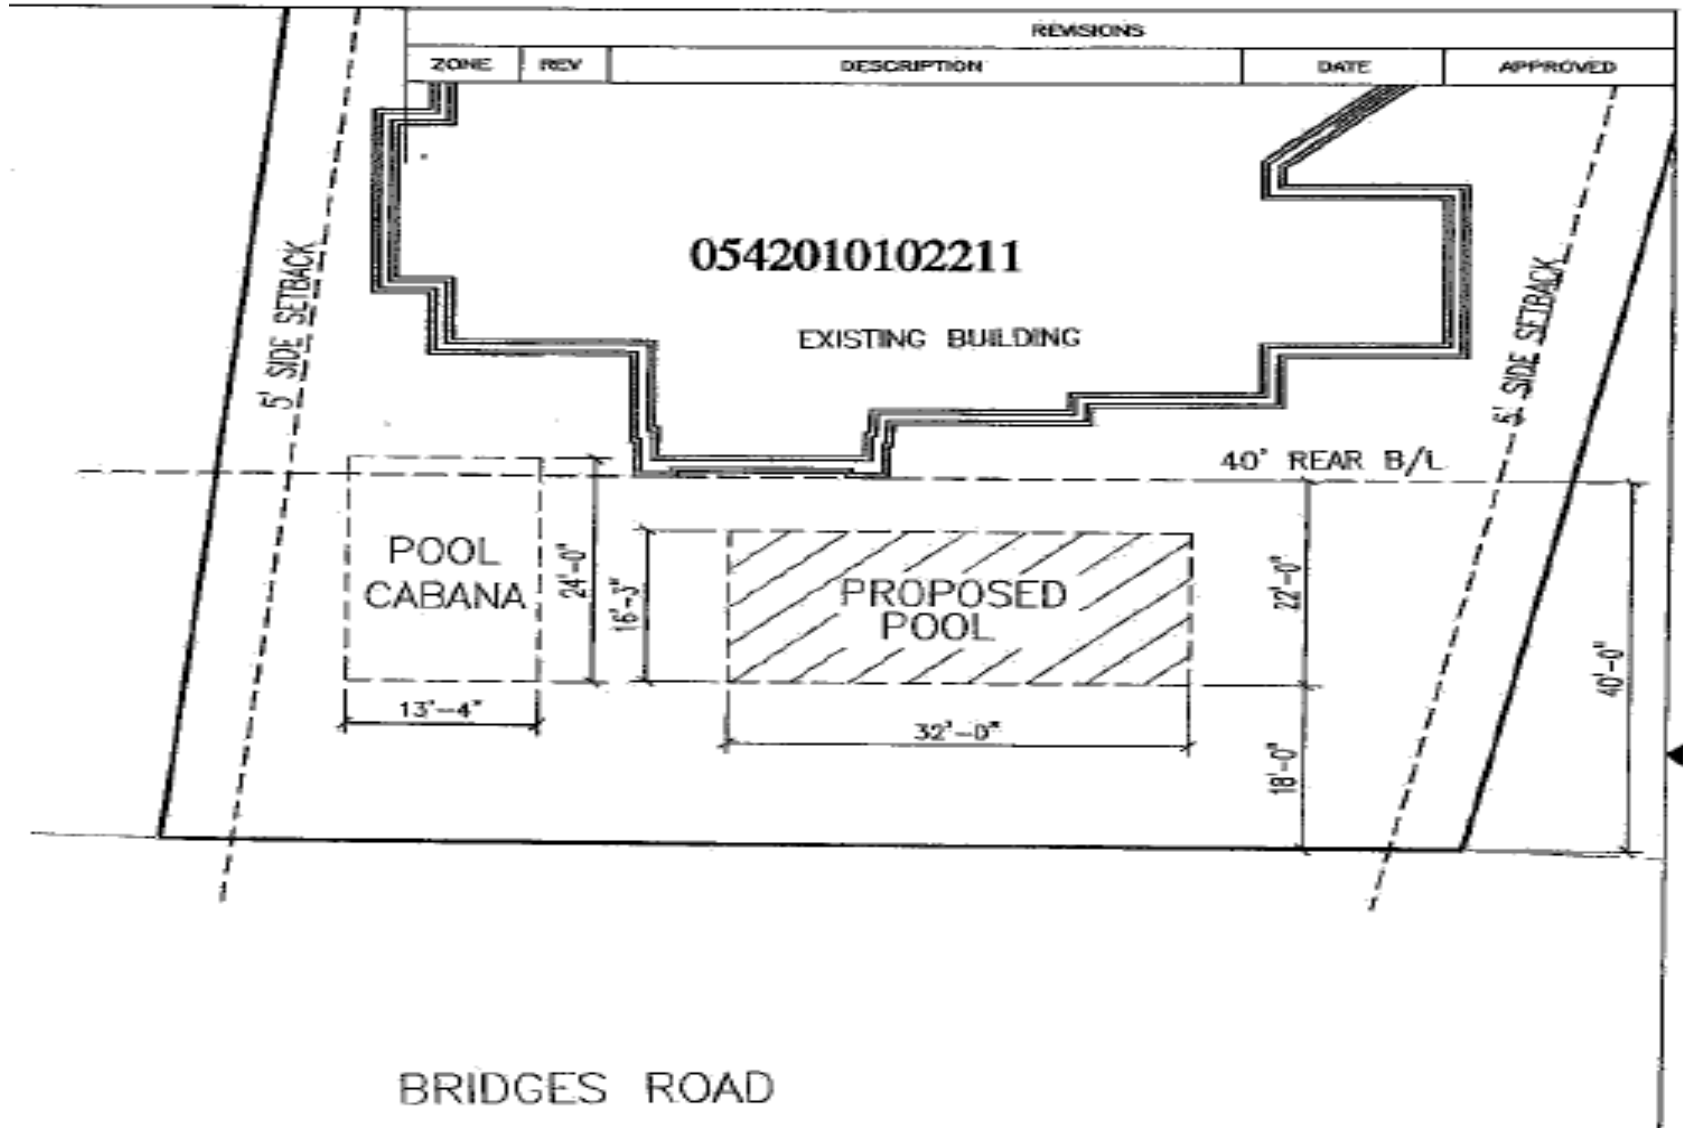 REVISIONS
ZONE REV DESCRIPTION DATE APPROVED
0542010102211
EXISTING BUILDING
5' SIDE SETBACK
5' SIDE SETBACK
40' REAR B/L
POOL
CABANA
24'-0"
16'-3"
PROPOSED
POOL
22'-0"
40'-0"
13'-4"
32'-0"
18'-0"
BRIDGES ROAD